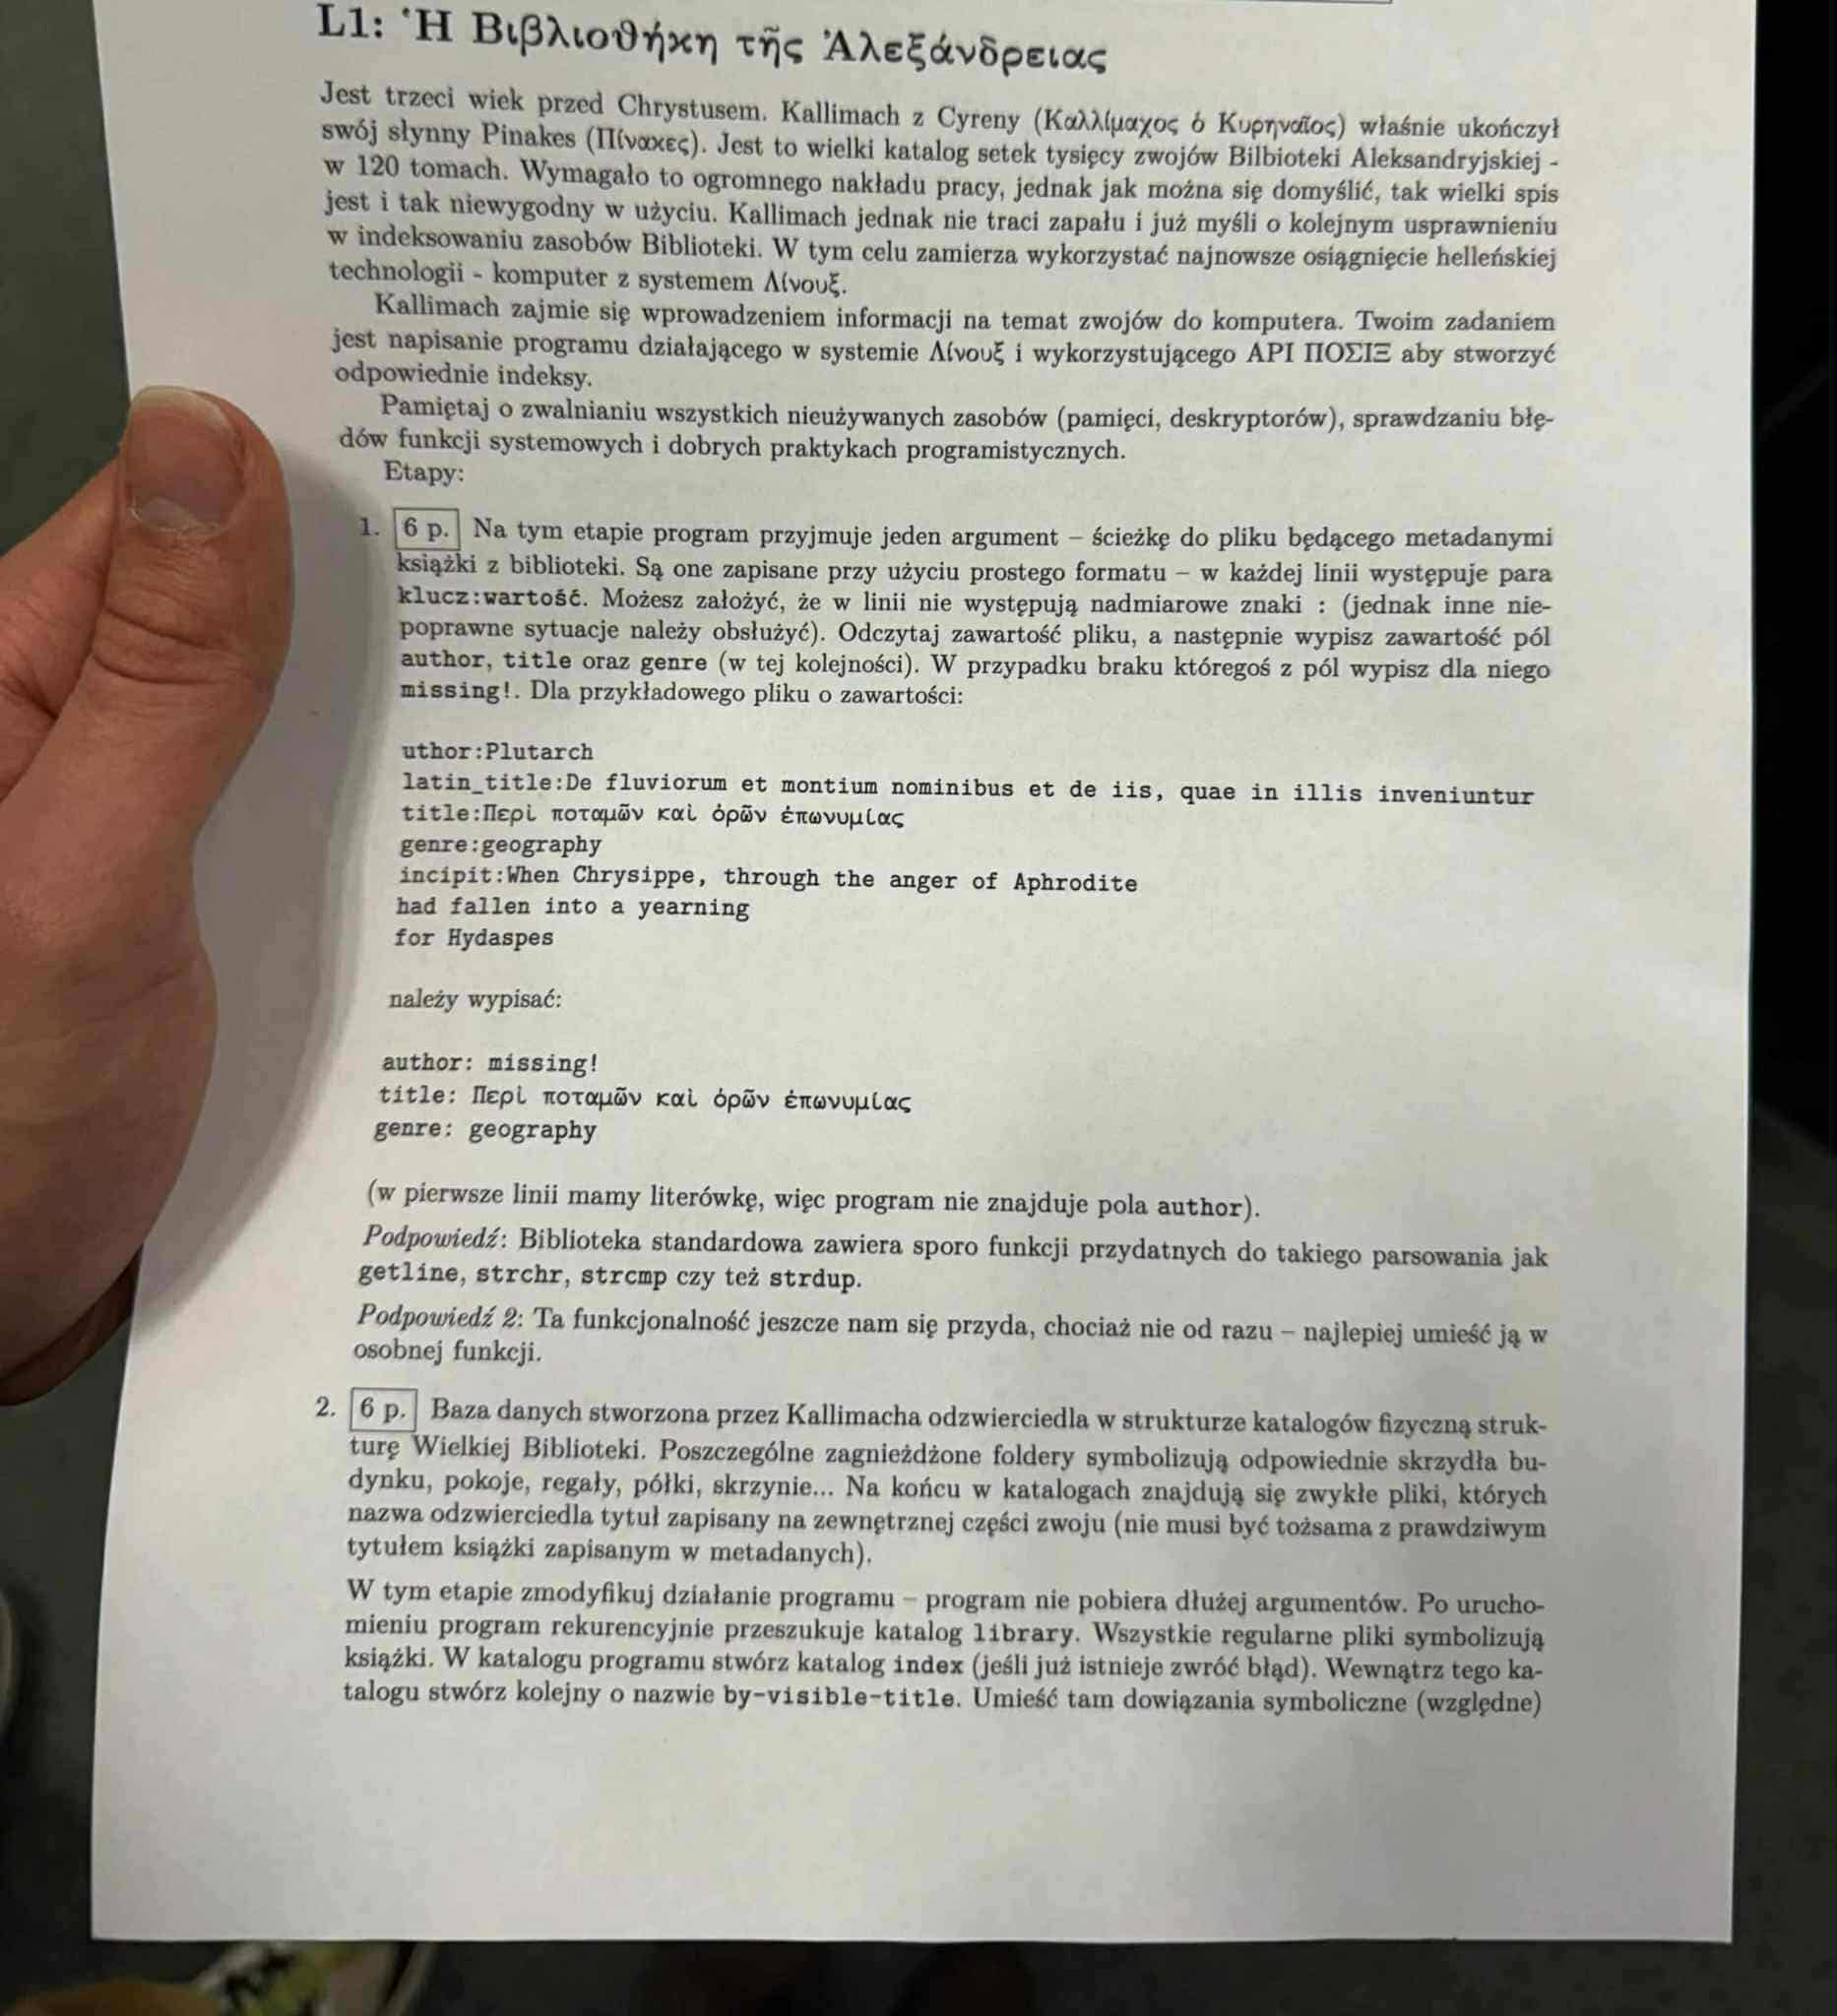 L1: Ἡ Βιβλιοθήκη τῆς Ἀλεξάνδρειας
Jest trzeci wiek przed Chrystusem. Kallimach z Cyreny (Καλλίμαχος ὁ Κυρηναῖος) właśnie ukończył
swój słynny Pinakes (Πίνακες). Jest to wielki katalog setek tysięcy zwojów Bilbioteki Aleksandryjskiej -
w 120 tomach. Wymagało to ogromnego nakładu pracy, jednak jak można się domyślić, tak wielki spis
jest i tak niewygodny w użyciu. Kallimach jednak nie traci zapału i już myśli o kolejnym usprawnieniu
w indeksowaniu zasobów Biblioteki. W tym celu zamierza wykorzystać najnowsze osiągnięcie helleńskiej
technologii - komputer z systemem Λίνουξ.
Kallimach zajmie się wprowadzeniem informacji na temat zwojów do komputera. Twoim zadaniem
jest napisanie programu działającego w systemie Λίνουξ i wykorzystującego API ΠΟΣΙΞ aby stworzyć
odpowiednie indeksy.
Pamiętaj o zwalnianiu wszystkich nieużywanych zasobów (pamięci, deskryptorów), sprawdzaniu błę-
dów funkcji systemowych i dobrych praktykach programistycznych.
Etapy:
1. 6 p. Na tym etapie program przyjmuje jeden argument – ścieżkę do pliku będącego metadanymi
książki z biblioteki. Są one zapisane przy użyciu prostego formatu – w każdej linii występuje para
klucz:wartość. Możesz założyć, że w linii nie występują nadmiarowe znaki : (jednak inne nie-
poprawne sytuacje należy obsłużyć). Odczytaj zawartość pliku, a następnie wypisz zawartość pól
author, title oraz genre (w tej kolejności). W przypadku braku któregoś z pól wypisz dla niego
missing!. Dla przykładowego pliku o zawartości:
uthor:Plutarch
latin_title:De fluviorum et montium nominibus et de iis, quae in illis inveniuntur
title:Περὶ ποταμῶν καὶ ὀρῶν ἐπωνυμίας
genre:geography
incipit:When Chrysippe, through the anger of Aphrodite
had fallen into a yearning
for Hydaspes
należy wypisać:
author: missing!
title: Περὶ ποταμῶν καὶ ὀρῶν ἐπωνυμίας
genre: geography
(w pierwsze linii mamy literówkę, więc program nie znajduje pola author).
Podpowiedź: Biblioteka standardowa zawiera sporo funkcji przydatnych do takiego parsowania jak
getline, strchr, strcmp czy też strdup.
Podpowiedź 2: Ta funkcjonalność jeszcze nam się przyda, chociaż nie od razu – najlepiej umieść ją w
osobnej funkcji.
2. 6 p. Baza danych stworzona przez Kallimacha odzwierciedla w strukturze katalogów fizyczną struk-
turę Wielkiej Biblioteki. Poszczególne zagnieżdżone foldery symbolizują odpowiednie skrzydła bu-
dynku, pokoje, regały, półki, skrzynie... Na końcu w katalogach znajdują się zwykłe pliki, których
nazwa odzwierciedla tytuł zapisany na zewnętrznej części zwoju (nie musi być tożsama z prawdziwym
tytułem książki zapisanym w metadanych).
W tym etapie zmodyfikuj działanie programu – program nie pobiera dłużej argumentów. Po urucho-
mieniu program rekurencyjnie przeszukuje katalog library. Wszystkie regularne pliki symbolizują
książki. W katalogu programu stwórz katalog index (jeśli już istnieje zwróć błąd). Wewnątrz tego ka-
talogu stwórz kolejny o nazwie by-visible-title. Umieść tam dowiązania symboliczne (względne)